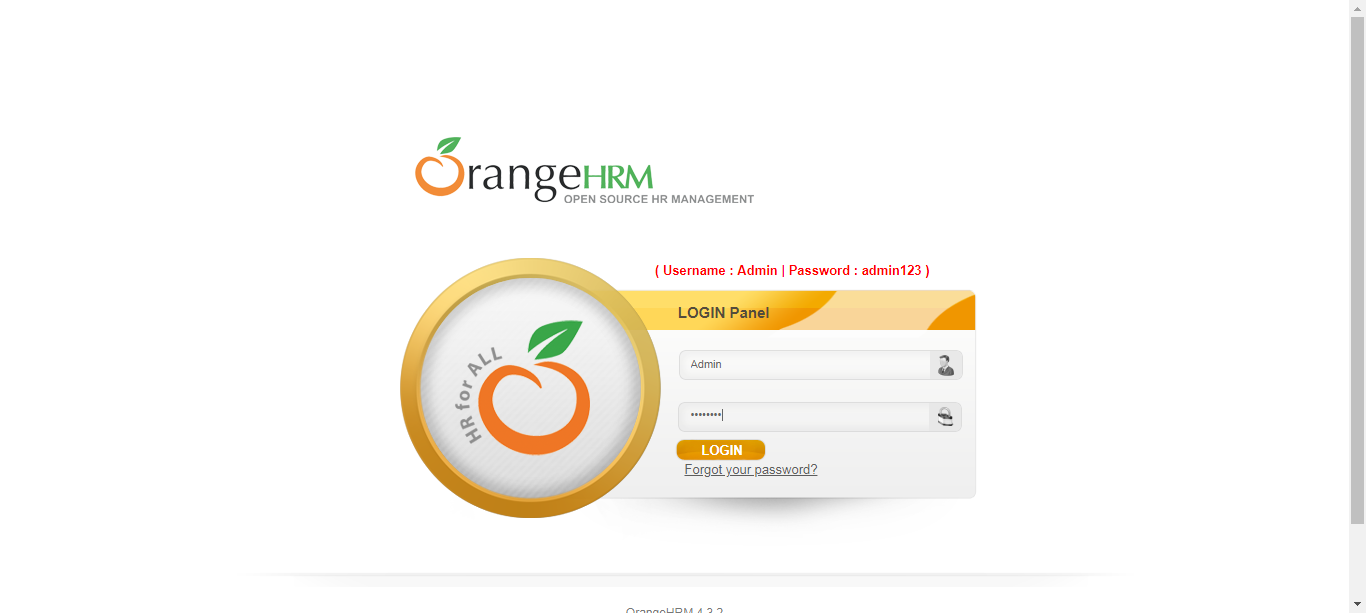 OrangeHRM
OPEN SOURCE HR MANAGEMENT
( Username : Admin | Password : admin123 )
LOGIN Panel
HR for ALL
Admin
••••••••
LOGIN
Forgot your password?
OrangeHRM 4.3.2